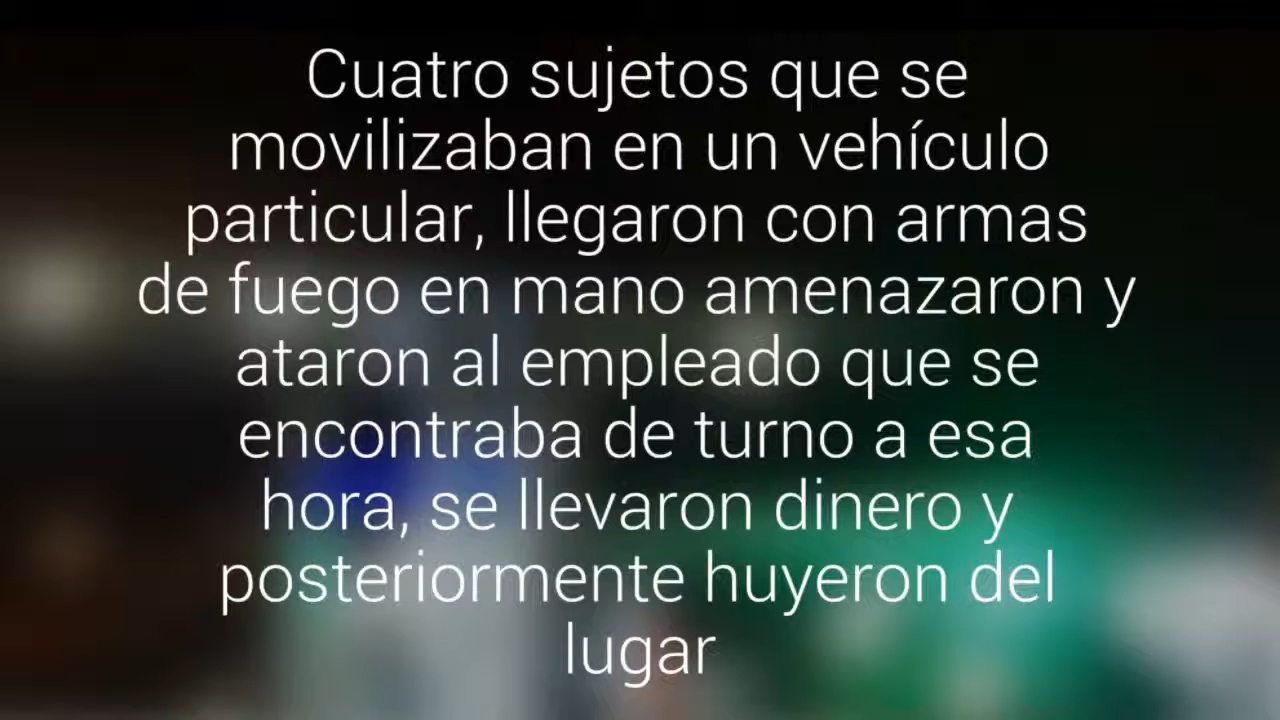 Cuatro sujetos que se
movilizaban en un vehículo
particular, llegaron con armas
de fuego en mano amenazaron y
ataron al empleado que se
encontraba de turno a esa
hora, se llevaron dinero y
posteriormente huyeron del
lugar